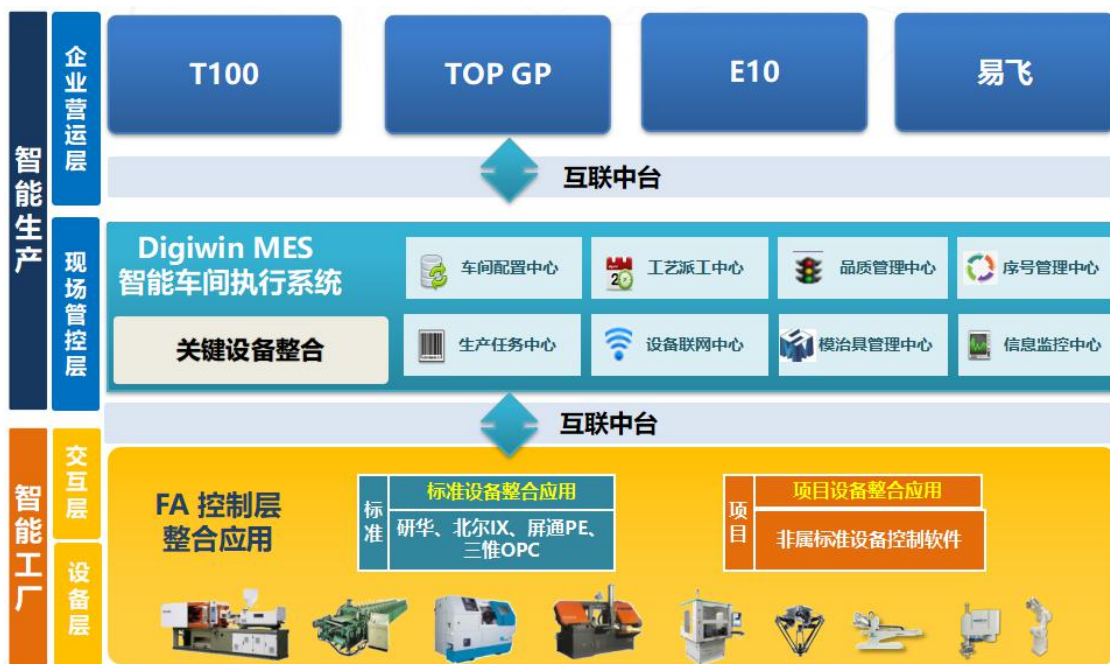 智能生产
企业营运层
T100
TOP GP
E10
易飞
互联中台
现场管控层
Digiwin MES
智能车间执行系统
关键设备整合
车间配置中心
工艺派工中心
品质管理中心
序号管理中心
生产任务中心
设备联网中心
模治具管理中心
信息监控中心
互联中台
智能工厂
交互层
设备层
FA 控制层
整合应用
标准
标准设备整合应用
研华、北尔IX、屏通PE、
三惟OPC
项目
项目设备整合应用
非属标准设备控制软件